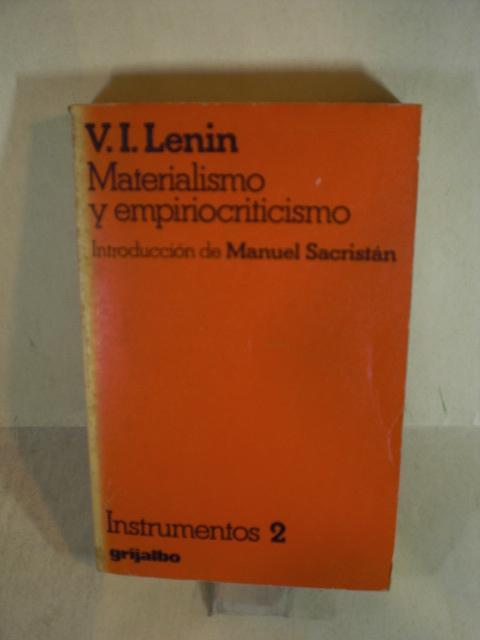 V. I. Lenin
Materialismo
y empiriocriticismo
Introducción de Manuel Sacristán
Instrumentos 2
grijalbo